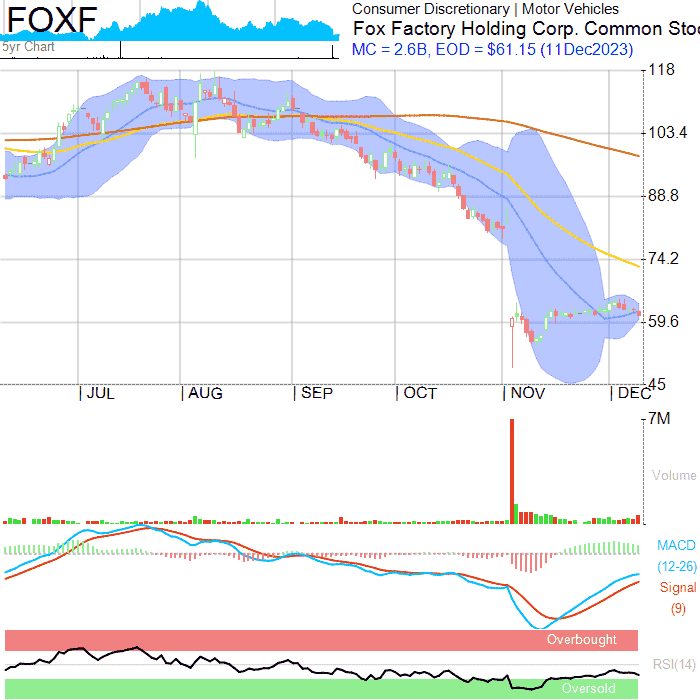 FOXF
5yr Chart
Consumer Discretionary | Motor Vehicles
Fox Factory Holding Corp. Common Stoc
MC = 2.6B, EOD = $61.15 (11Dec2023)
118
103.4
88.8
74.2
59.6
45
JUL AUG SEP OCT NOV DEC
7M
Volume
MACD
(12-26)
Signal
(9)
Overbought
RSI(14)
Oversold